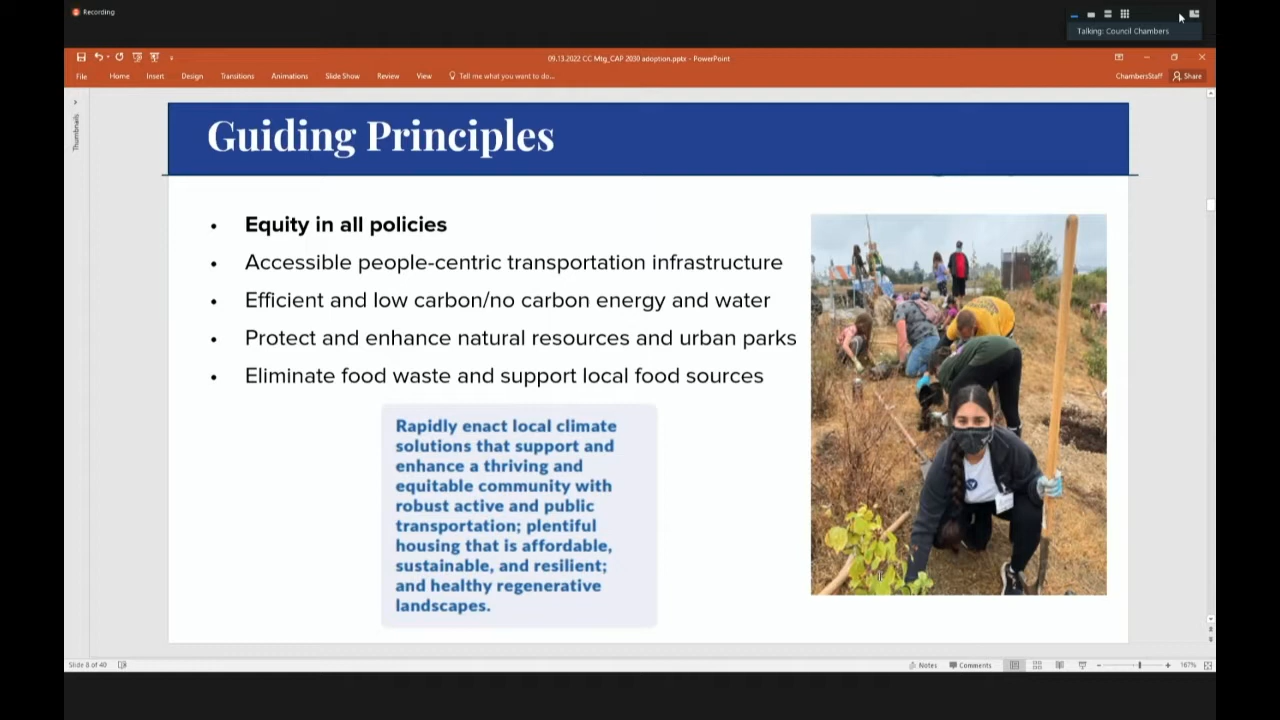 Recording
Talking: Council Chambers
09.13.2022 CC Mtg_CAP 2030 adoption.pptx - PowerPoint
File Home Insert Design Transitions Animations Slide Show Review View Tell me what you want to do... ChambersStaff Share
Thumbnails
Guiding Principles
• Equity in all policies
• Accessible people-centric transportation infrastructure
• Efficient and low carbon/no carbon energy and water
• Protect and enhance natural resources and urban parks
• Eliminate food waste and support local food sources
Rapidly enact local climate
solutions that support and
enhance a thriving and
equitable community with
robust active and public
transportation; plentiful
housing that is affordable,
sustainable, and resilient;
and healthy regenerative
landscapes.
Slide 8 of 40 Notes Comments 167%